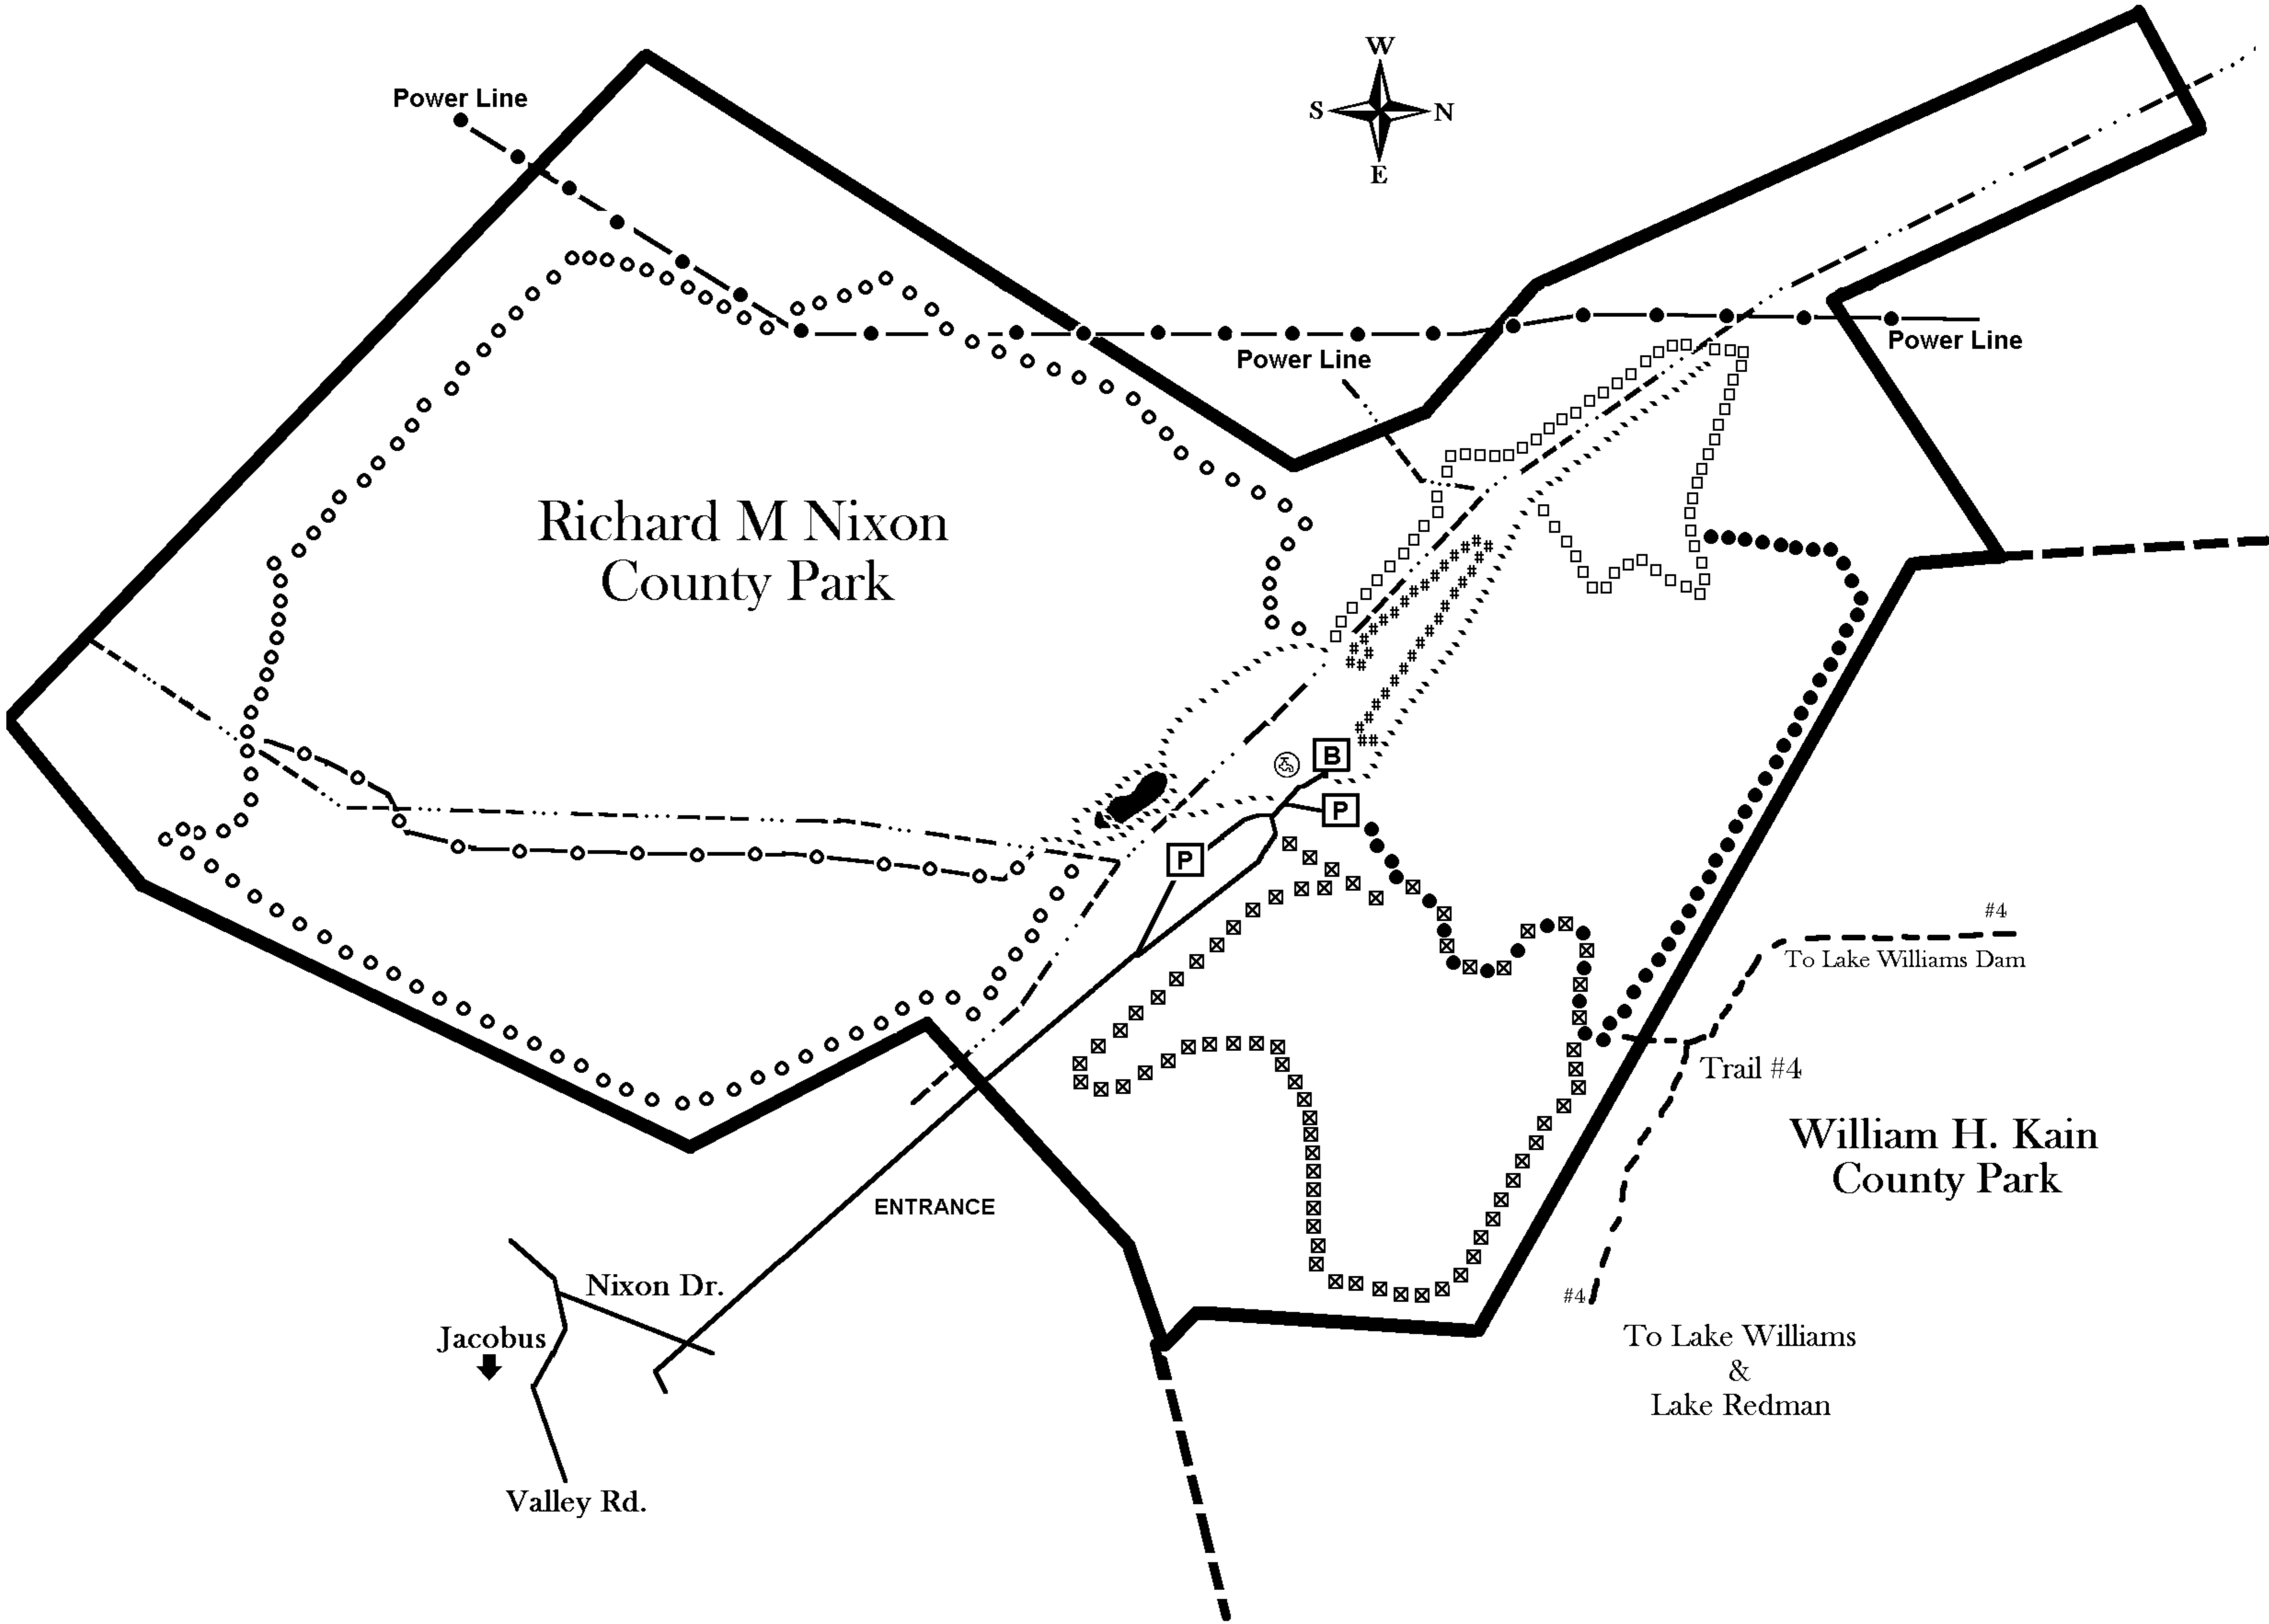 W
S
N
E
Power Line
Power Line
Power Line
Richard M Nixon
County Park
B
P
P
#4
To Lake Williams Dam
Trail #4
William H. Kain
County Park
ENTRANCE
Nixon Dr.
Jacobus
#4
To Lake Williams
&
Lake Redman
Valley Rd.